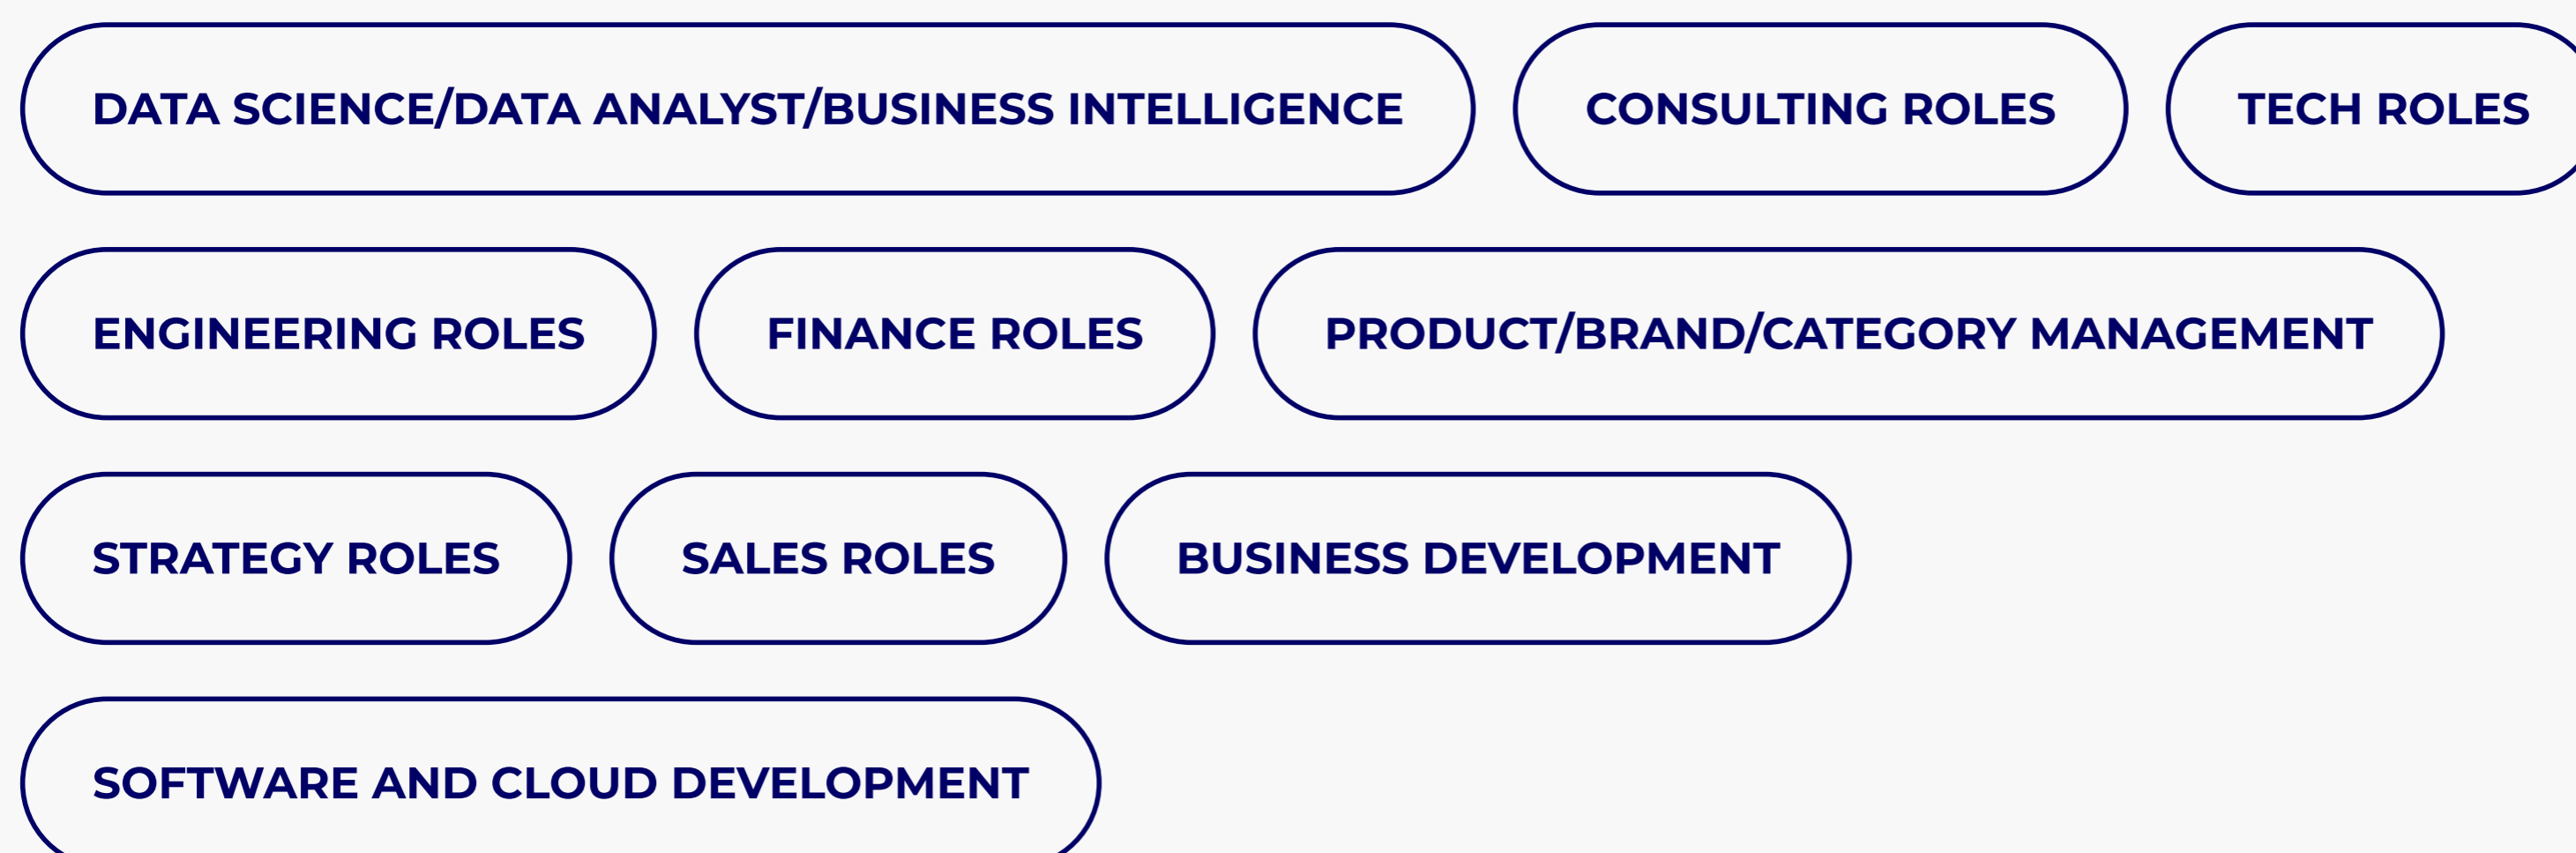 DATA SCIENCE/DATA ANALYST/BUSINESS INTELLIGENCE CONSULTING ROLES TECH ROLES
ENGINEERING ROLES FINANCE ROLES PRODUCT/BRAND/CATEGORY MANAGEMENT
STRATEGY ROLES SALES ROLES BUSINESS DEVELOPMENT
SOFTWARE AND CLOUD DEVELOPMENT